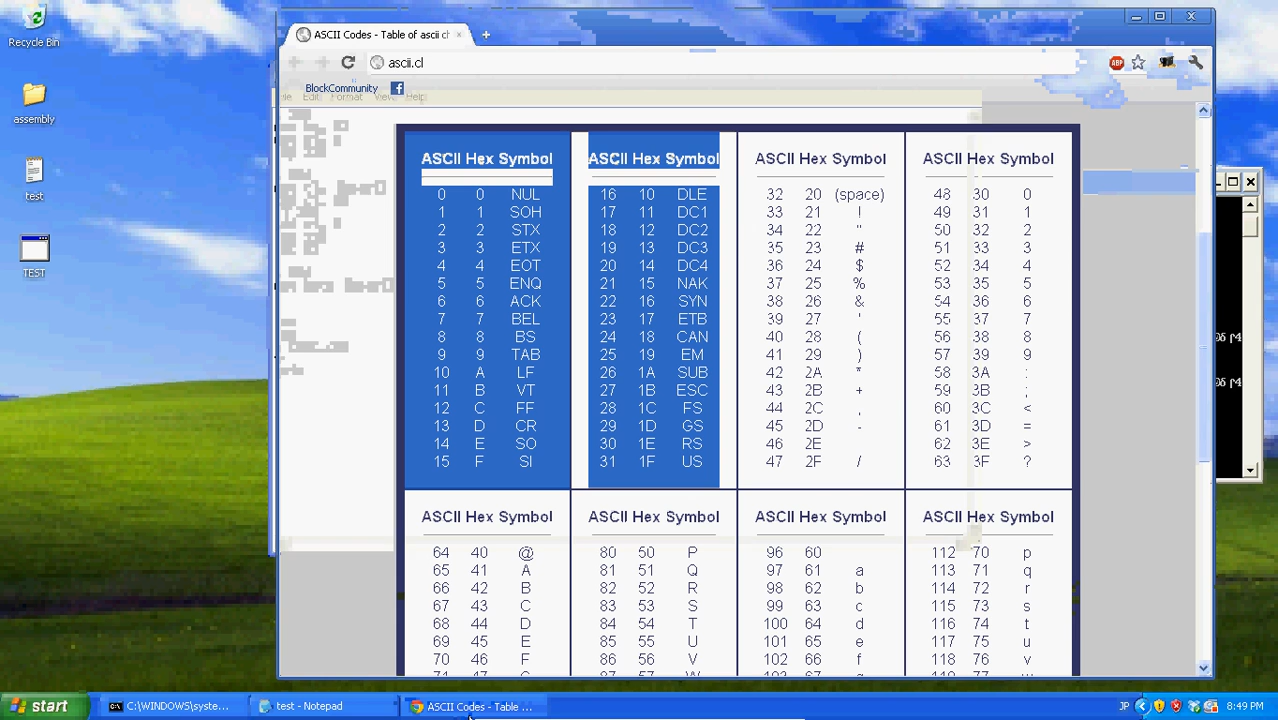 Recycle Bin
assembly
test
TEST
ASCII Codes - Table of ascii ch
ascii.cl
ABP
BlockCommunity
Edit Format View Help
ASCII Hex Symbol
0 0 NUL
1 1 SOH
2 2 STX
3 3 ETX
4 4 EOT
5 5 ENQ
6 6 ACK
7 7 BEL
8 8 BS
9 9 TAB
10 A LF
11 B VT
12 C FF
13 D CR
14 E SO
15 F SI
ASCII Hex Symbol
16 10 DLE
17 11 DC1
18 12 DC2
19 13 DC3
20 14 DC4
21 15 NAK
22 16 SYN
23 17 ETB
24 18 CAN
25 19 EM
26 1A SUB
27 1B ESC
28 1C FS
29 1D GS
30 1E RS
31 1F US
ASCII Hex Symbol
32 20 (space)
33 21 !
34 22 "
35 23 #
36 24 $
37 25 %
38 26 &
39 27 '
40 28 (
41 29 )
42 2A *
43 2B +
44 2C ,
45 2D -
46 2E
47 2F /
ASCII Hex Symbol
48 30 0
49 31 1
50 32 2
51 33 3
52 34 4
53 35 5
54 36 6
55 37 7
56 38 8
57 39 9
58 3A :
59 3B ;
60 3C <
61 3D =
62 3E >
63 3F ?
ASCII Hex Symbol
64 40 @
65 41 A
66 42 B
67 43 C
68 44 D
69 45 E
70 46 F
ASCII Hex Symbol
80 50 P
81 51 Q
82 52 R
83 53 S
84 54 T
85 55 U
86 56 V
ASCII Hex Symbol
96 60
97 61 a
98 62 b
99 63 c
100 64 d
101 65 e
102 66 f
ASCII Hex Symbol
112 70 p
113 71 q
114 72 r
115 73 s
116 74 t
117 75 u
118 76 v
start
C:\WINDOWS\syste...
test - Notepad
ASCII Codes - Table ...
JP
8:49 PM